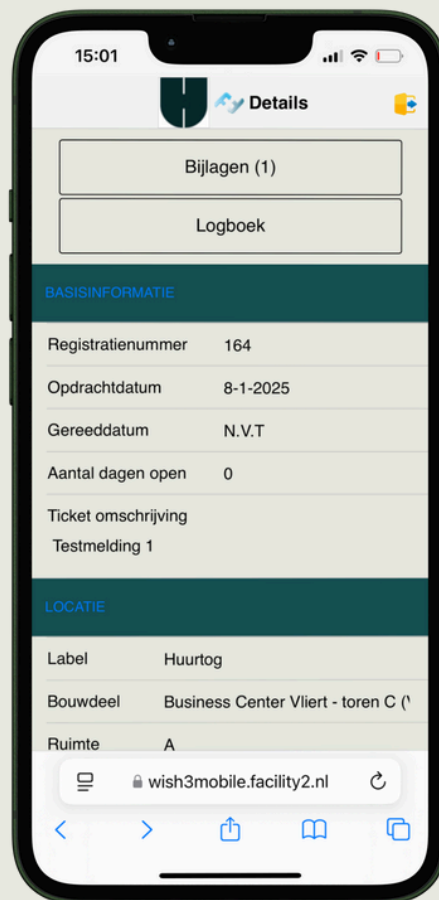 15:01
Details
Bijlagen (1)
Logboek
BASISINFORMATIE
Registratienummer 164
Opdrachtdatum 8-1-2025
Gereeddatum N.V.T
Aantal dagen open 0
Ticket omschrijving
Testmelding 1
LOCATIE
Label Huurtog
Bouwdeel Business Center Vliert - toren C (
Ruimte A
wish3mobile.facility2.nl